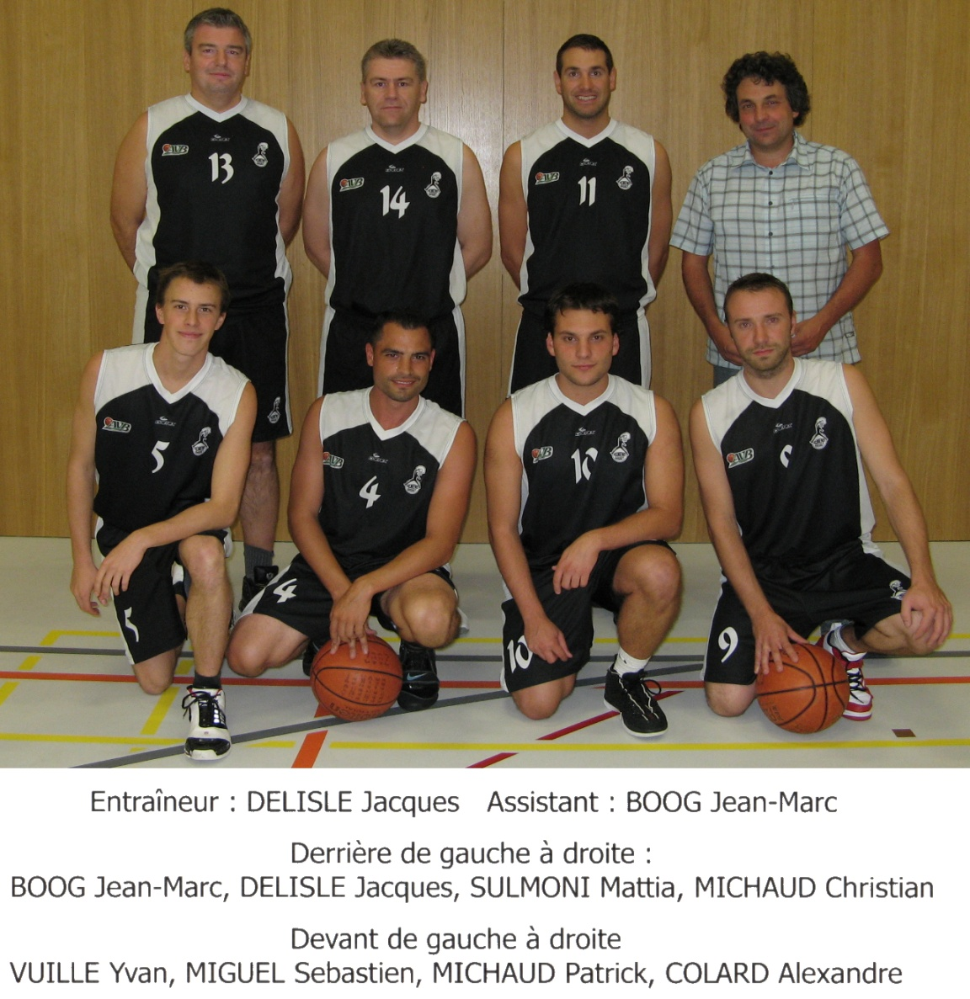 13
14
11
5
4
10
4
5
10
9
Entraîneur : DELISLE Jacques Assistant : BOOG Jean-Marc
Derrière de gauche à droite :
BOOG Jean-Marc, DELISLE Jacques, SULMONI Mattia, MICHAUD Christian
Devant de gauche à droite
VUILLE Yvan, MIGUEL Sebastien, MICHAUD Patrick, COLARD Alexandre